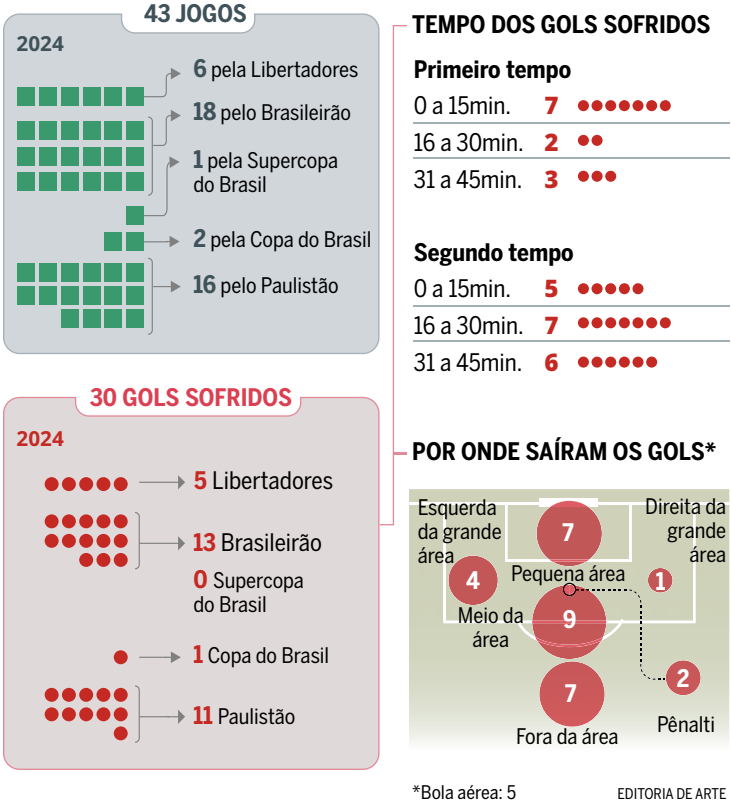 43 JOGOS
2024
6 pela Libertadores
18 pelo Brasileirão
1 pela Supercopa
do Brasil
2 pela Copa do Brasil
16 pelo Paulistão
30 GOLS SOFRIDOS
2024
5 Libertadores
13 Brasileirão
0 Supercopa
do Brasil
1 Copa do Brasil
11 Paulistão
TEMPO DOS GOLS SOFRIDOS
Primeiro tempo
0 a 15min. 7
16 a 30min. 2
31 a 45min. 3
Segundo tempo
0 a 15min. 5
16 a 30min. 7
31 a 45min. 6
POR ONDE SAÍRAM OS GOLS*
Esquerda
da grande
área
4
7
Pequena área
Direita da
grande
área
1
Meio da
área
9
7
Fora da área
2
Pênalti
*Bola aérea: 5
EDITORIA DE ARTE